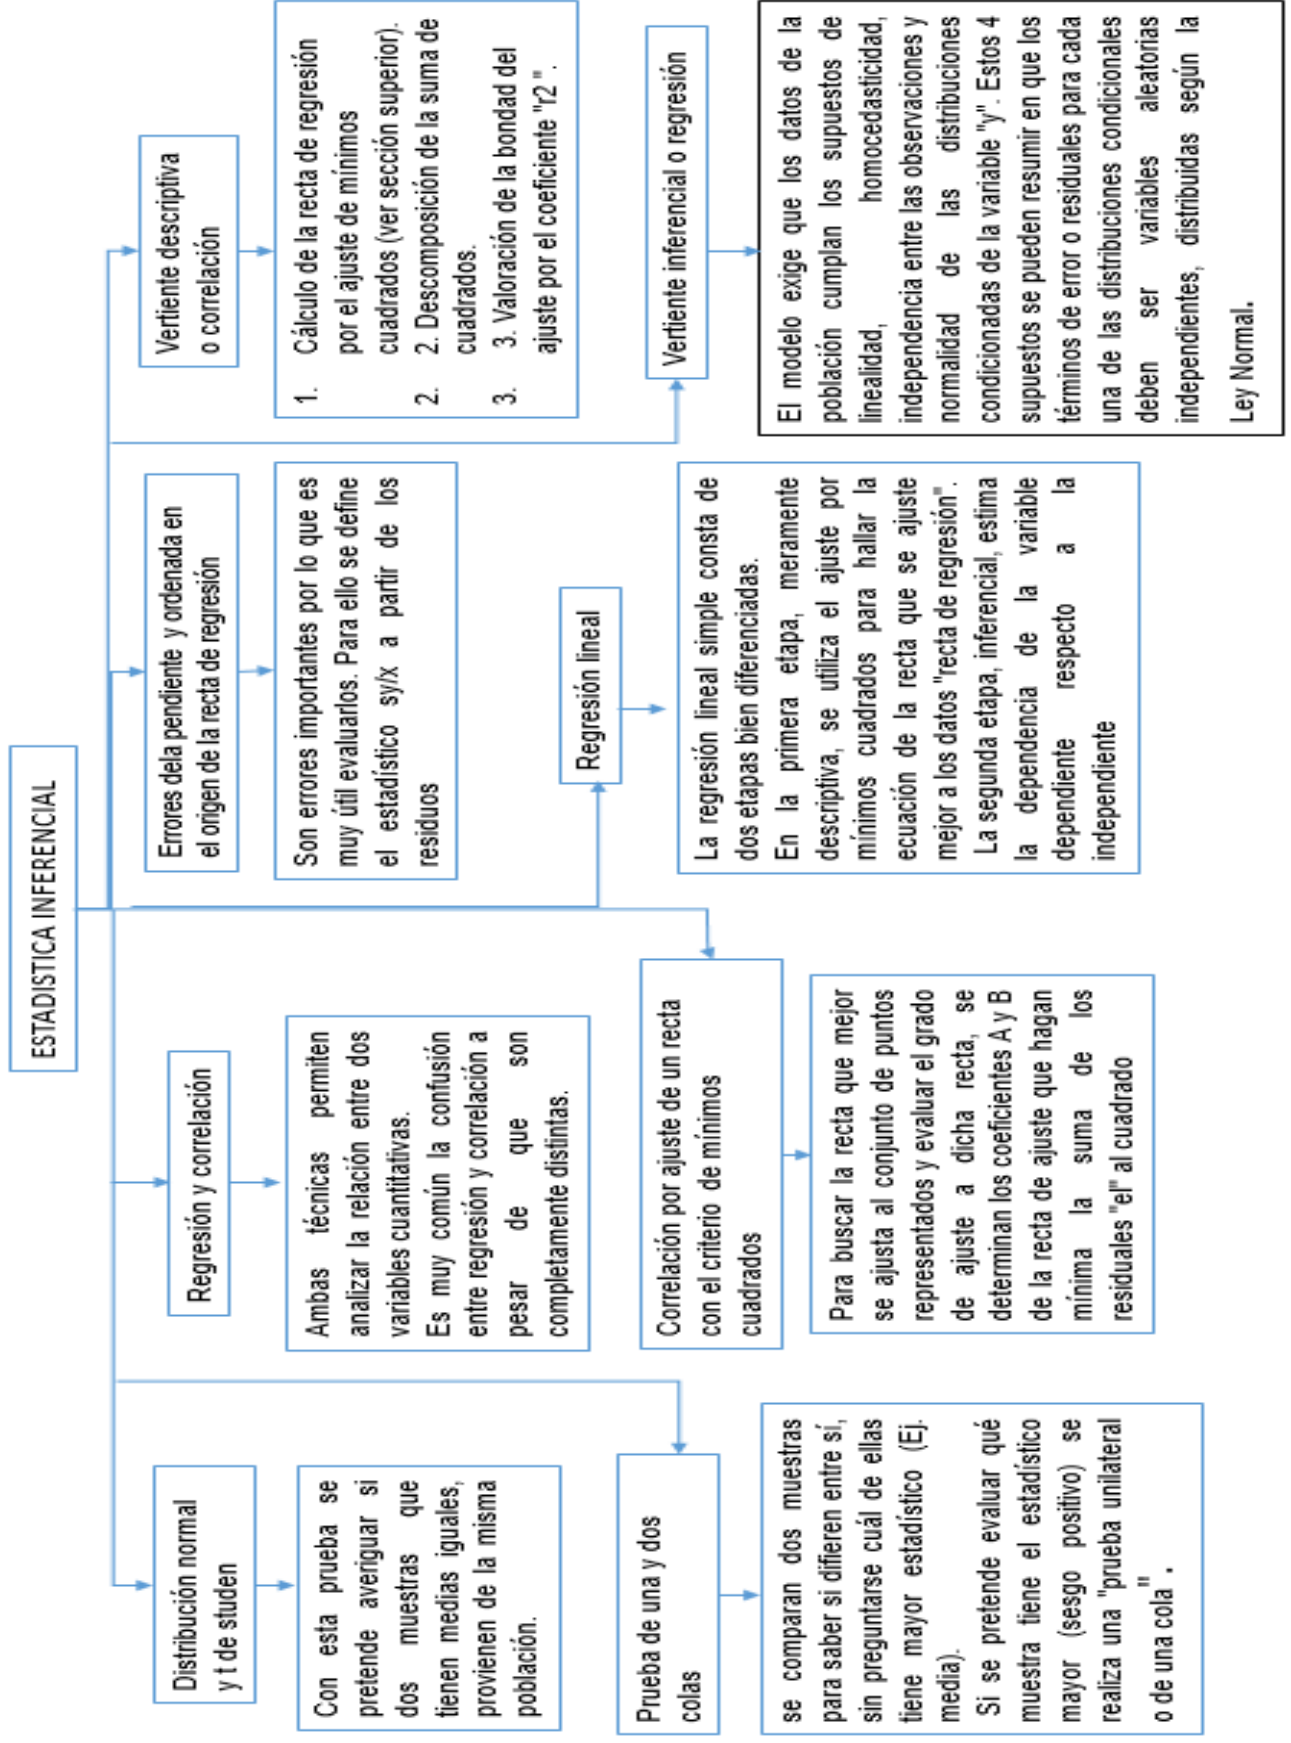 ESTADISTICA INFERENCIAL
Distribución normal
y t de studen
Con esta prueba se
pretende averiguar si
dos muestras que
tienen medias iguales,
provienen de la misma
población.
Regresión y correlación
Ambas técnicas permiten
analizar la relación entre dos
variables cuantitativas.
Es muy común la confusión
entre regresión y correlación a
pesar de que son
completamente distintas.
Errores dela pendiente y ordenada en
el origen de la recta de regresión
Son errores importantes por lo que es
muy útil evaluarlos. Para ello se define
el estadístico sy/x a partir de los
residuos
Vertiente descriptiva
o correlación
1. Cálculo de la recta de regresión
por el ajuste de mínimos
cuadrados (ver sección superior).
2. 2. Descomposición de la suma de
cuadrados.
3. 3. Valoración de la bondad del
ajuste por el coeficiente "r2 ".
Prueba de una y dos
colas
se comparan dos muestras
para saber si difieren entre sí,
sin preguntarse cuál de ellas
tiene mayor estadístico (Ej.
media).
Si se pretende evaluar qué
muestra tiene el estadístico
mayor (sesgo positivo) se
realiza una "prueba unilateral
o de una cola".
Correlación por ajuste de un recta
con el criterio de mínimos
cuadrados
Para buscar la recta que mejor
se ajusta al conjunto de puntos
representados y evaluar el grado
de ajuste a dicha recta, se
determinan los coeficientes A y B
de la recta de ajuste que hagan
mínima la suma de los
residuales "el" al cuadrado
Regresión lineal
La regresión lineal simple consta de
dos etapas bien diferenciadas.
En la primera etapa, meramente
descriptiva, se utiliza el ajuste por
mínimos cuadrados para hallar la
ecuación de la recta que se ajuste
mejor a los datos "recta de regresión".
La segunda etapa, inferencial, estima
la dependencia de la variable
dependiente respecto a la
independiente
Vertiente inferencial o regresión
El modelo exige que los datos de la
población cumplan los supuestos de
linealidad, homocedasticidad,
independencia entre las observaciones y
normalidad de las distribuciones
condicionadas de la variable "y". Estos 4
supuestos se pueden resumir en que los
términos de error o residuales para cada
una de las distribuciones condicionales
deben ser variables aleatorias
independientes, distribuidas según la
Ley Normal.